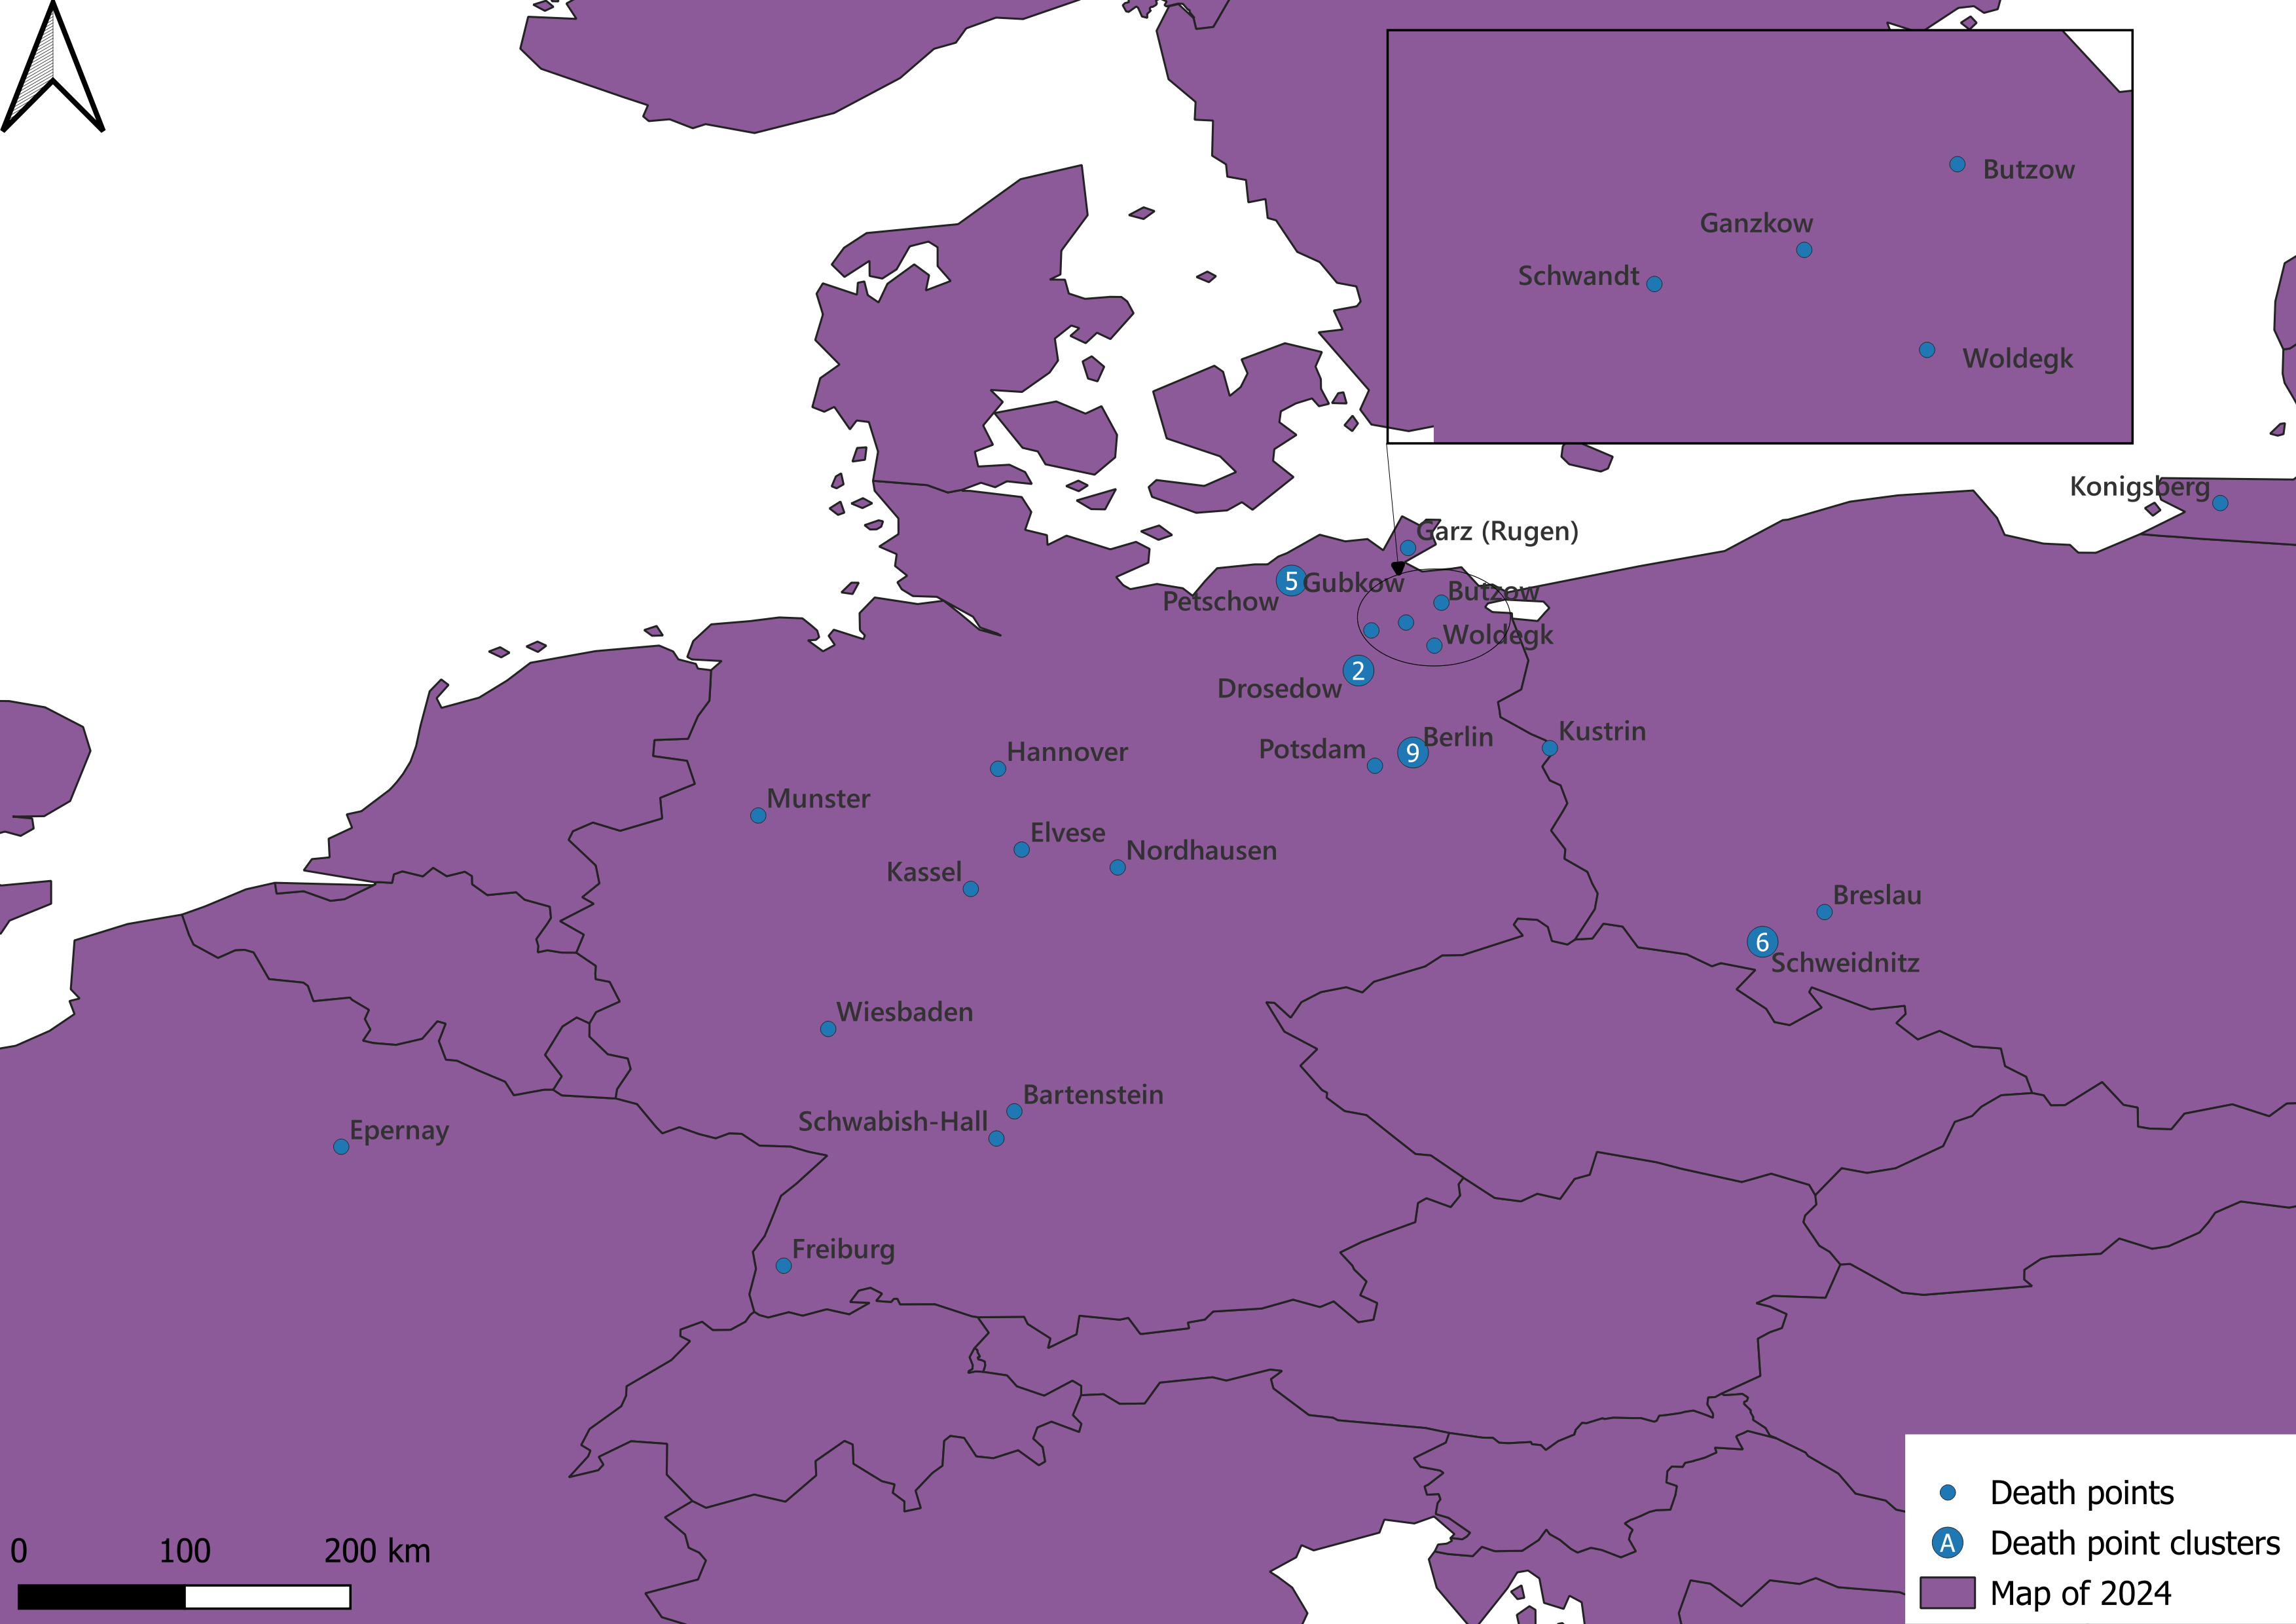 Butzow
Ganzkow
Schwandt
Woldegk
Konigsberg
Garz (Rugen)
5
Gubkow
Petschow
Butzow
Woldegk
2
Drosedow
Kustrin
Berlin
9
Potsdam
Hannover
Munster
Elvese
Nordhausen
Kassel
Breslau
6
Schweidnitz
Wiesbaden
Bartenstein
Schwabish-Hall
Epernay
Freiburg
Death points
A
Death point clusters
Map of 2024
0 100 200 km